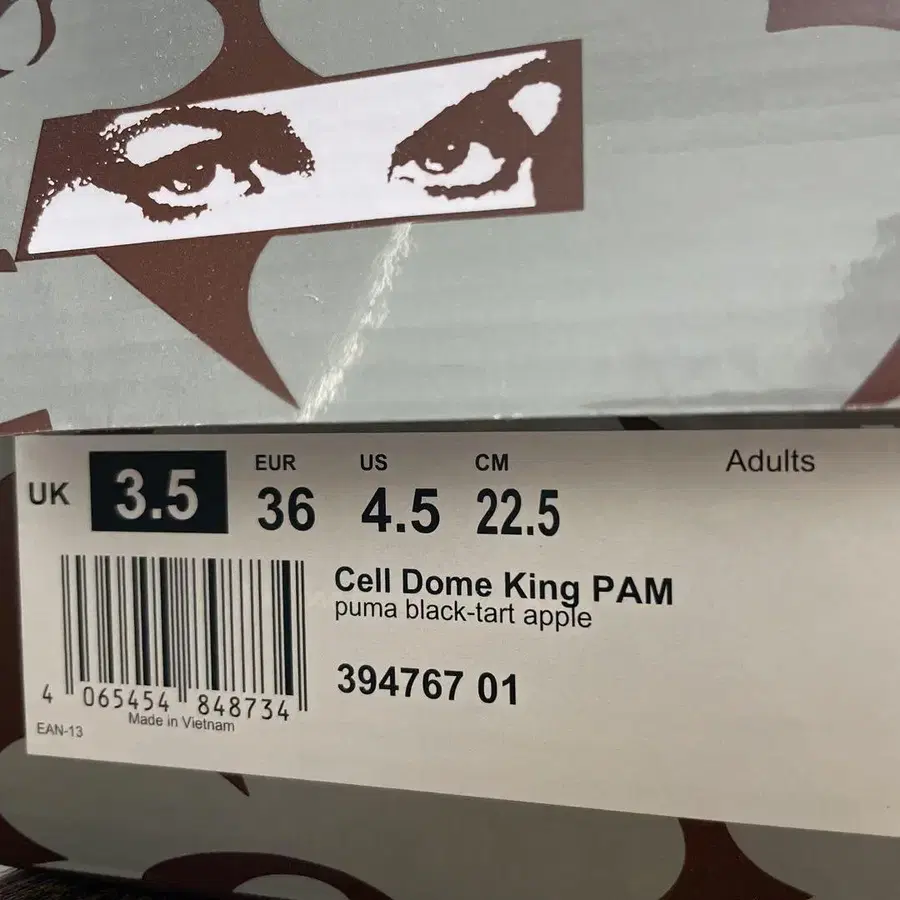 UK 3.5 EUR 36 US 4.5 CM 22.5 Adults
Cell Dome King PAM
puma black-tart apple
394767 01
4 065454 848734
Made in Vietnam
EAN-13